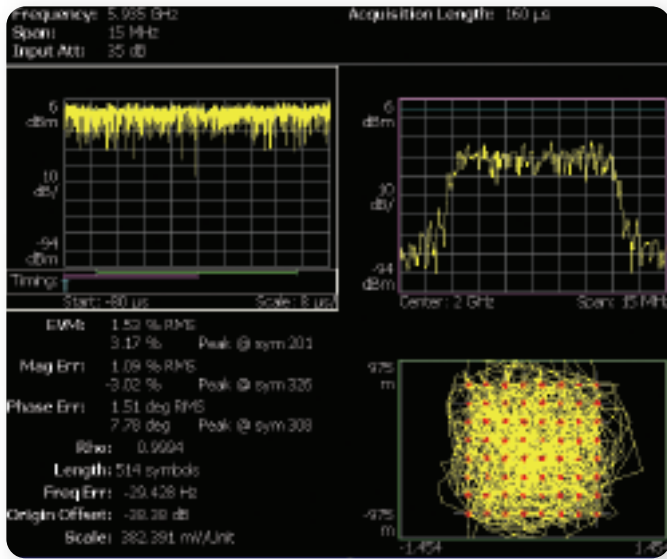 Frequency: 5.935 GHz
Acquisition Length: 160 µs
Span: 15 MHz
Input Att: 35 dB
6
dBm
10
dB/
-94
dBm
Timing:
Start: -80 µs
Scale: 8 µs/
6
dBm
10
dB/
-94
dBm
Center: 2 GHz
Span: 15 MHz
EVM: 1.53 % RMS
3.17 % Peak @ sym 201
Mag Err: 1.09 % RMS
-3.02 % Peak @ sym 326
Phase Err: 1.51 deg RMS
7.78 deg Peak @ sym 308
Rho: 0.9994
Length: 514 symbols
Freq Err: -29.428 Hz
Origin Offset: -38.38 dB
Scale: 382.391 mV/Unit
975
m
-975
m
-1.454